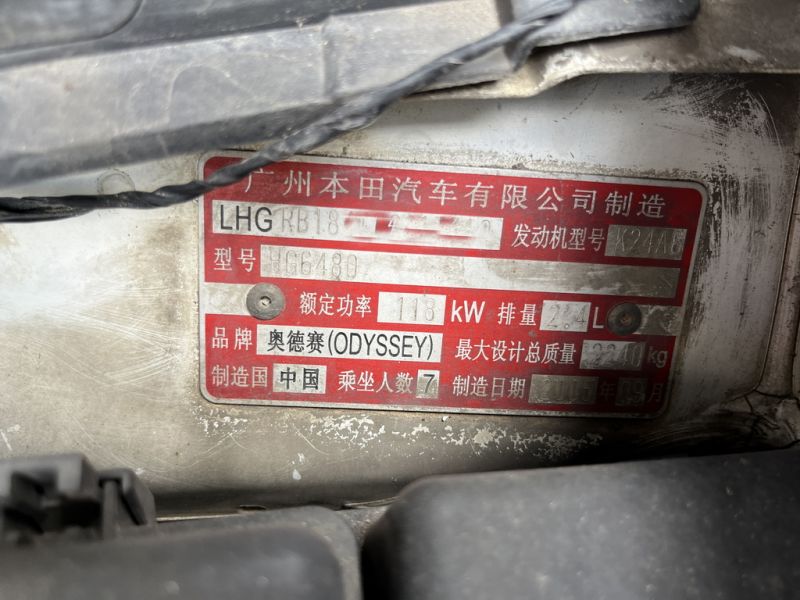 广州本田汽车有限公司制造
LHG RB18 发动机型号 K24A6
型号 HG6480
额定功率 118 kW 排量 2.4 L
品牌 奥德赛(ODYSSEY) 最大设计总质量 2240 kg
制造国 中国 乘坐人数 7 制造日期 年 09 月